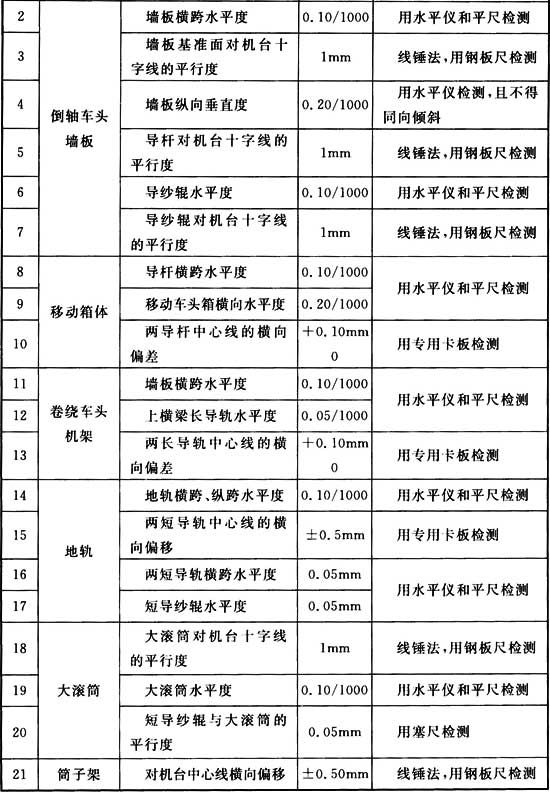 2 墙板横跨水平度 0.10/1000 用水平仪和平尺检测
3 墙板基准面对机台十 1mm 线锤法,用钢板尺检测
字线的平行度
倒轴车头
墙板
4 墙板纵向垂直度 0.20/1000 用水平仪检测,且不得
同向倾斜
5 导杆对机台十字线的 1mm 线锤法,用钢板尺检测
平行度
6 导纱辊水平度 0.10/1000 用水平仪和平尺检测
7 导纱辊对机台十字线 1mm 线锤法,用钢板尺检测
的平行度
移动箱体
8 导杆横跨水平度 0.10/1000 用水平仪和平尺检测
9 移动车头箱横向水平度 0.20/1000
10 两导杆中心线的横向 +0.10mm 用专用卡板检测
偏差 0
卷绕车头
机架
11 墙板横跨水平度 0.10/1000 用水平仪和平尺检测
12 上横梁长导轨水平度 0.05/1000
13 两长导轨中心线的横 +0.10mm 用专用卡板检测
向偏差 0
地轨
14 地轨横跨、纵跨水平度 0.10/1000 用水平仪和平尺检测
15 两短导轨中心线的横 ±0.5mm 用专用卡板检测
向偏移
16 两短导轨横跨水平度 0.05mm 用水平仪和平尺检测
17 短导纱辊水平度 0.05mm
大滚筒
18 大滚筒对机台十字线 1mm 线锤法,用钢板尺检测
的平行度
19 大滚筒水平度 0.10/1000 用水平仪和平尺检测
20 短导纱辊与大滚筒的 0.05mm 用塞尺检测
平行度
21 筒子架 对机台中心线横向偏移 ±0.50mm 线锤法,用钢板尺检测